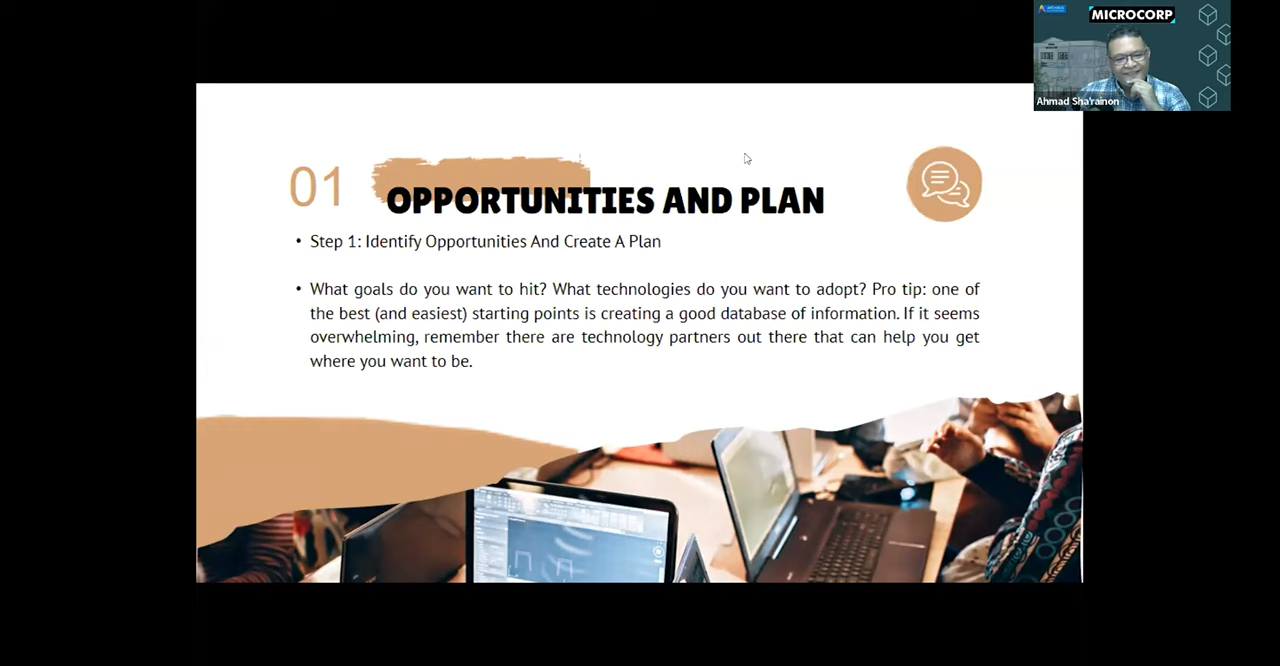 MICROCORP
Ahmad Sha'rainon
01
OPPORTUNITIES AND PLAN
• Step 1: Identify Opportunities And Create A Plan
• What goals do you want to hit? What technologies do you want to adopt? Pro tip: one of
the best (and easiest) starting points is creating a good database of information. If it seems
overwhelming, remember there are technology partners out there that can help you get
where you want to be.